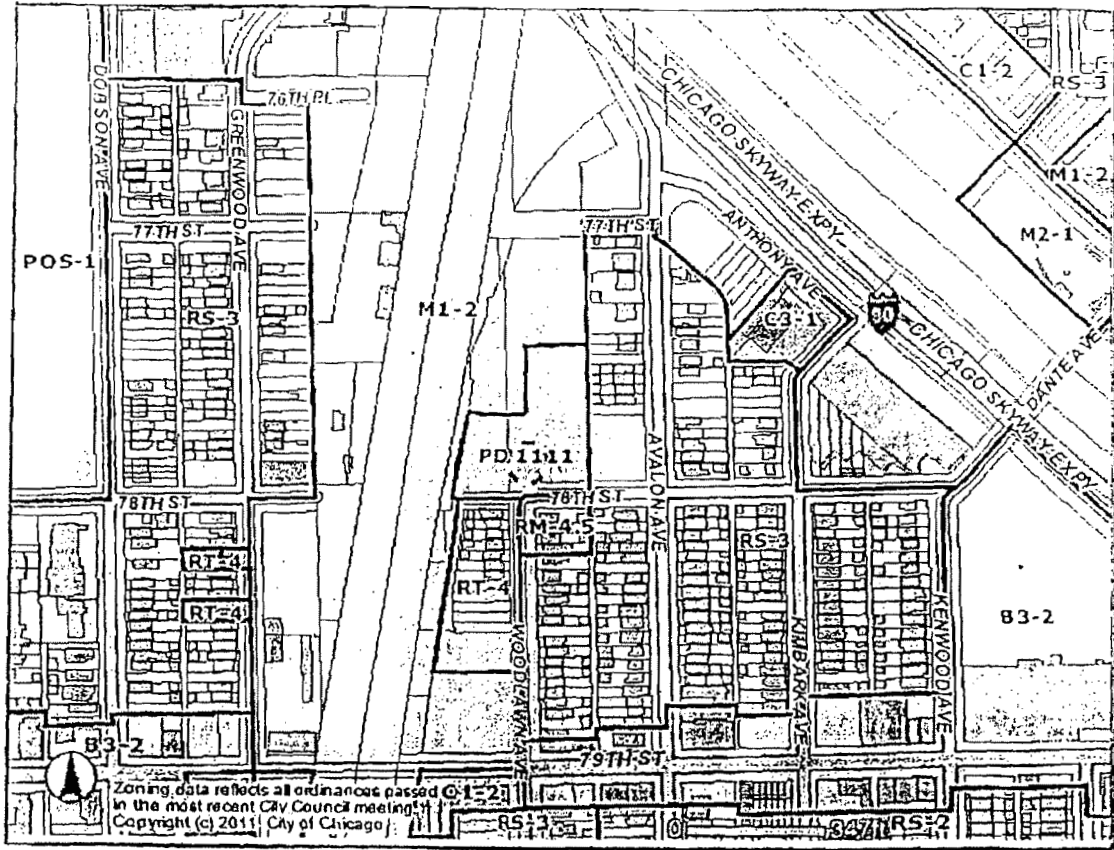 C1-2
RS-3
CHICAGO SKYWAY EXPY
DOBSON AVE
76TH PL
GREENWOOD AVE
M1-2
77TH ST
77TH ST
ANTHONY AVE
M2-1
POS-1
M1-2
RS-3
C3-1
90
CHICAGO SKYWAY EXPY
DANTE AVE
PD 1111
AVALON AVE
78TH ST
78TH ST
RM-4.5
RS-3
RT-4
RT-4
RT-4
WOODLAWN AVE
KIMBARK AVE
KENWOOD AVE
B3-2
B3-2
79TH ST
Zoning data reflects all ordinances passed
in the most recent City Council meeting
Copyright (c) 2011 City of Chicago
C1-2
RS-3
RS-2